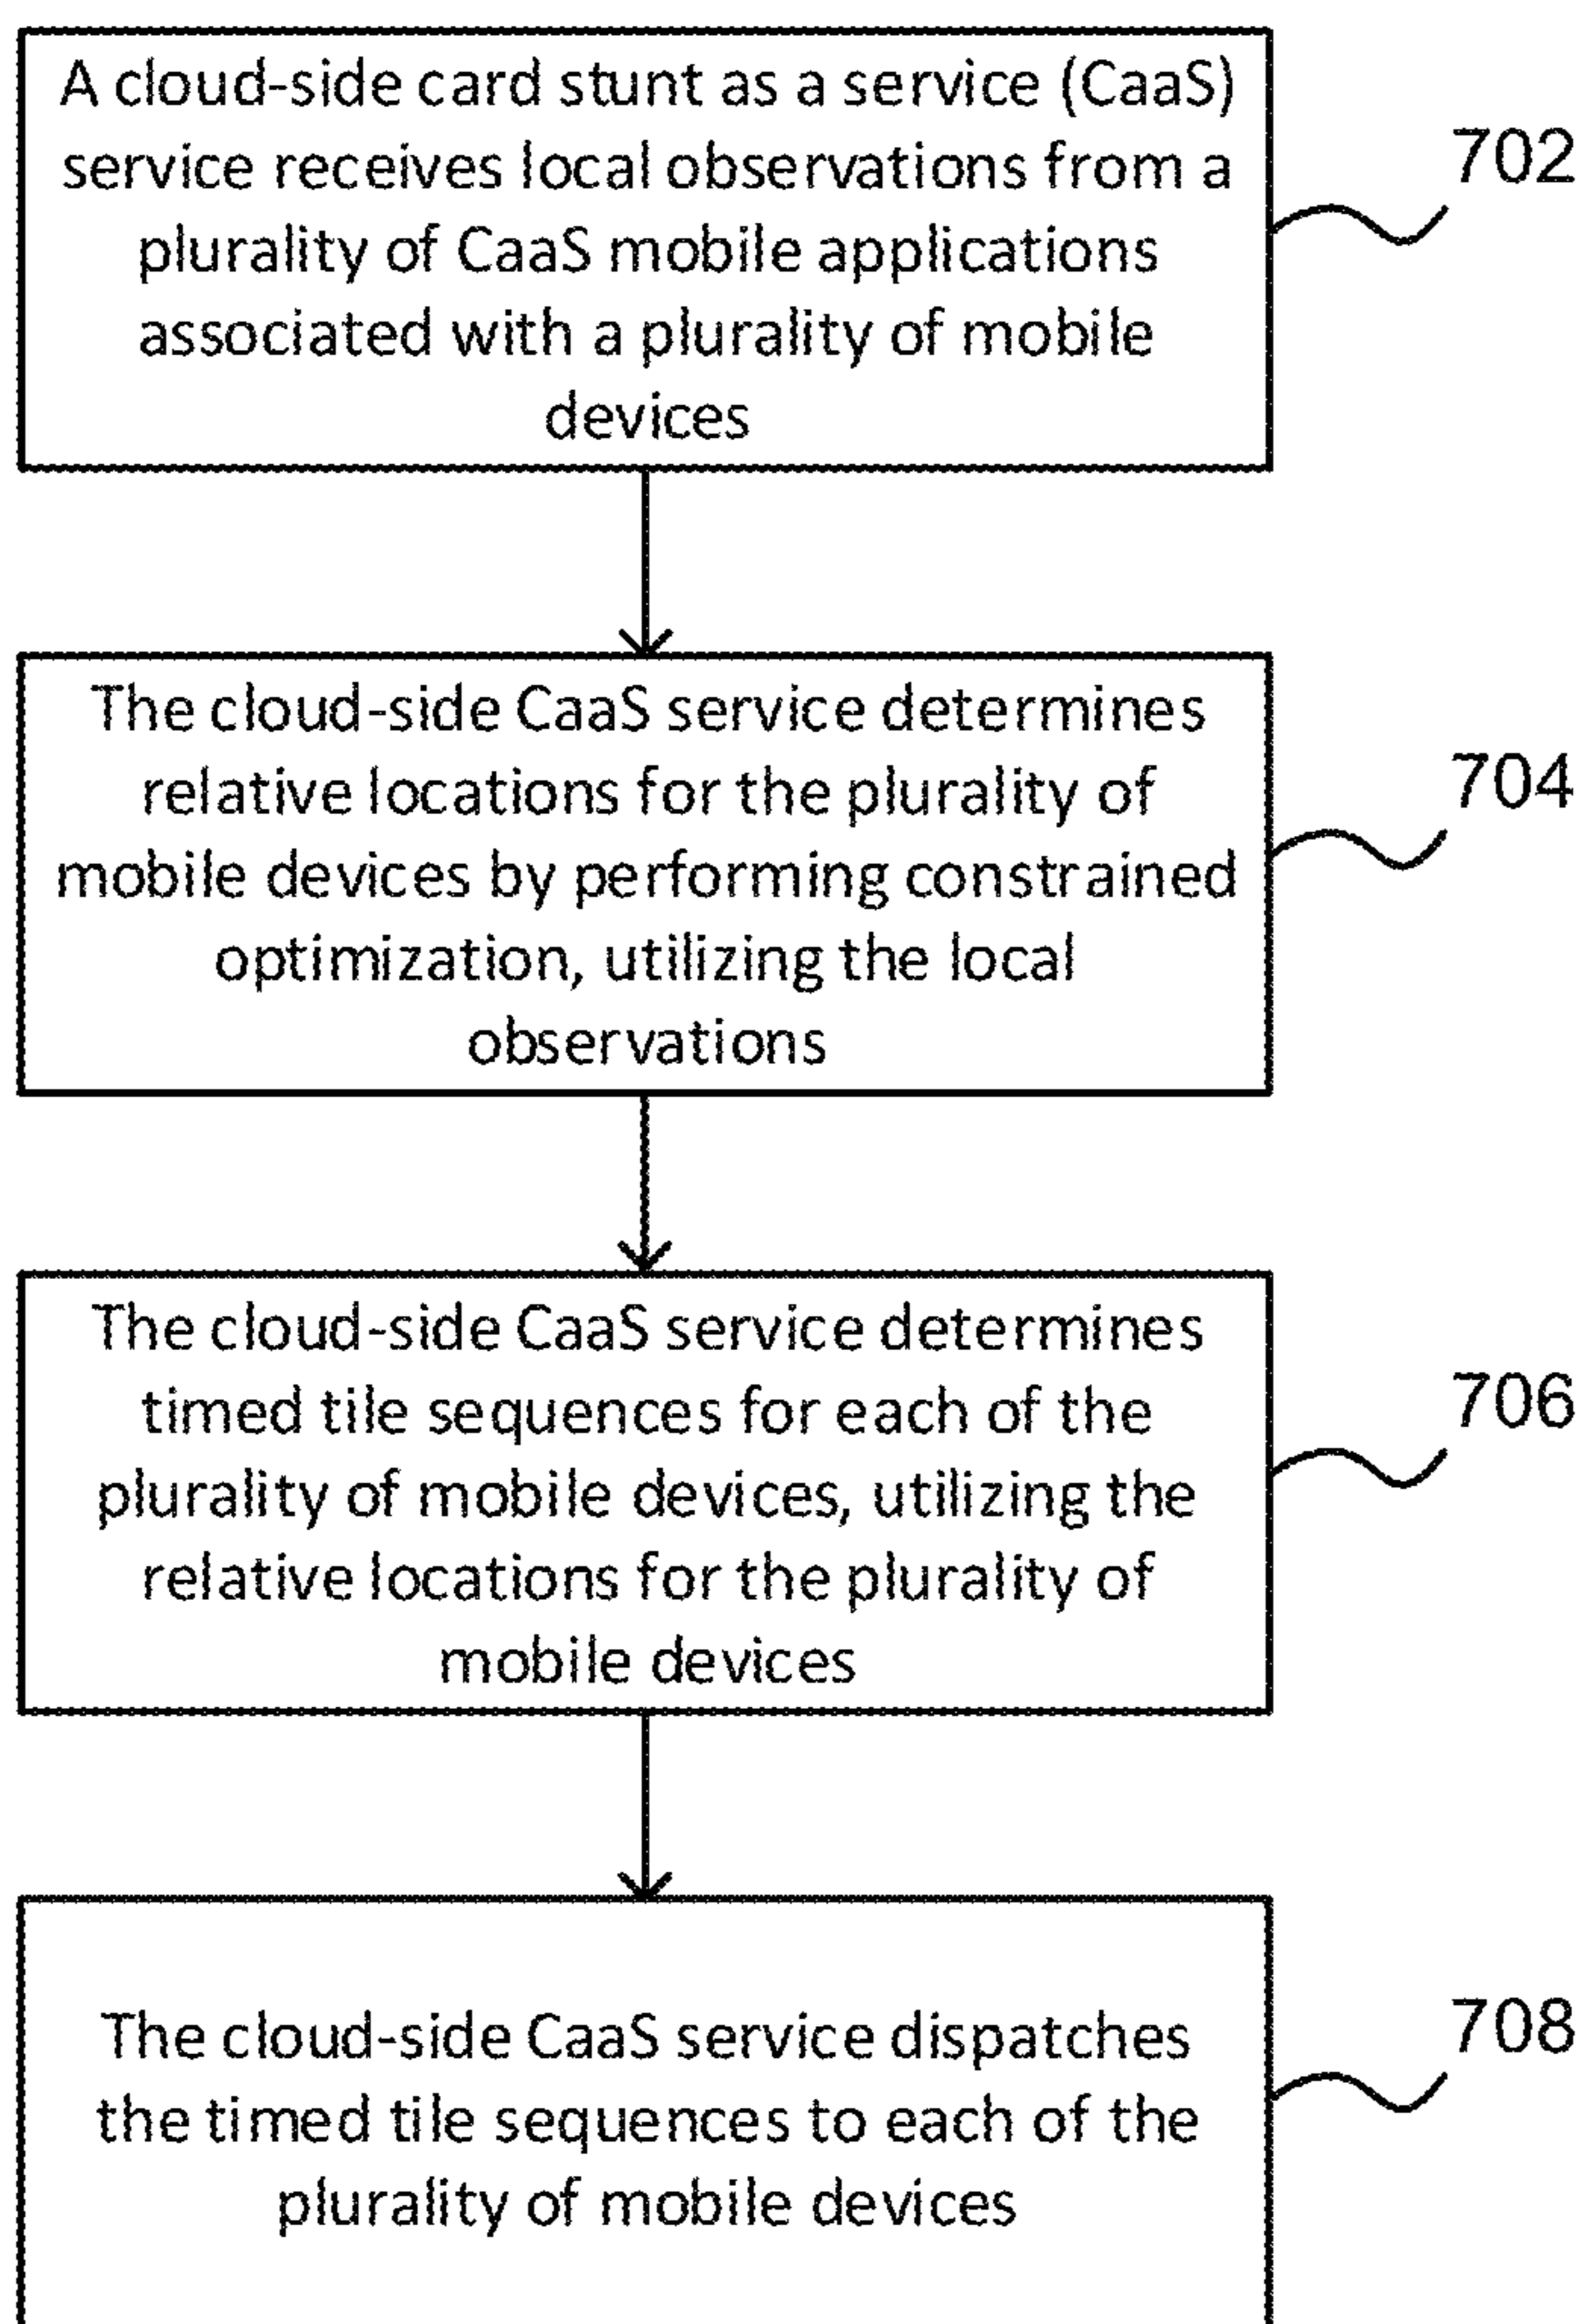 A cloud-side card stunt as a service (CaaS)
service receives local observations from a
plurality of CaaS mobile applications
associated with a plurality of mobile
devices
702
The cloud-side CaaS service determines
relative locations for the plurality of
mobile devices by performing constrained
optimization, utilizing the local
observations
704
The cloud-side CaaS service determines
timed tile sequences for each of the
plurality of mobile devices, utilizing the
relative locations for the plurality of
mobile devices
706
The cloud-side CaaS service dispatches
the timed tile sequences to each of the
plurality of mobile devices
708